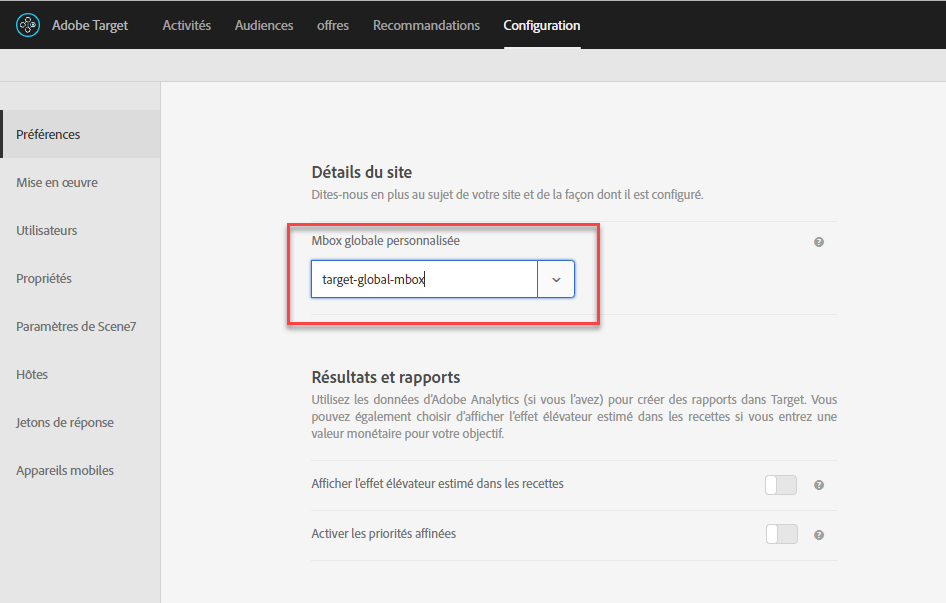 Adobe Target Activités Audiences offres Recommandations Configuration
Préférences
Mise en œuvre
Utilisateurs
Propriétés
Paramètres de Scene7
Hôtes
Jetons de réponse
Appareils mobiles
Détails du site
Dites-nous en plus au sujet de votre site et de la façon dont il est configuré.
Mbox globale personnalisée
target-global-mbox
Résultats et rapports
Utilisez les données d'Adobe Analytics (si vous l'avez) pour créer des rapports dans Target. Vous
pouvez également choisir d'afficher l'effet élévateur estimé dans les recettes si vous entrez une
valeur monétaire pour votre objectif.
Afficher l'effet élévateur estimé dans les recettes
Activer les priorités affinées